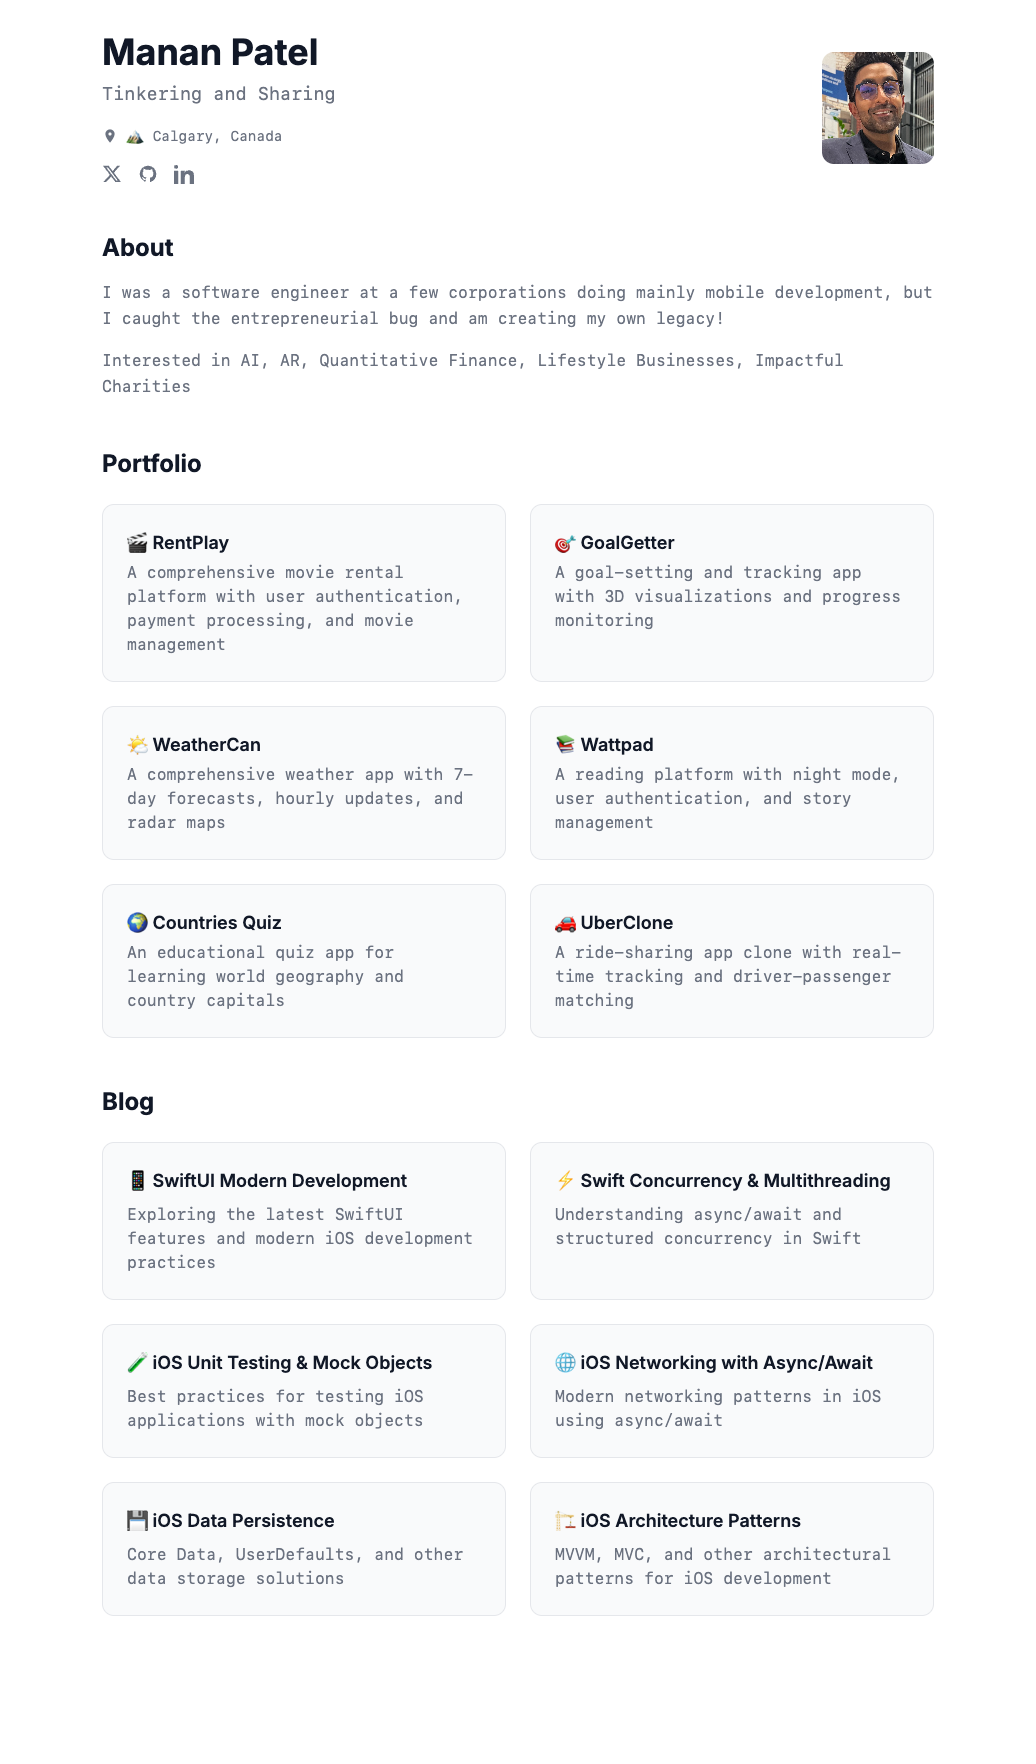 Manan Patel
Tinkering and Sharing
Calgary, Canada
About
I was a software engineer at a few corporations doing mainly mobile development, but
I caught the entrepreneurial bug and am creating my own legacy!
Interested in AI, AR, Quantitative Finance, Lifestyle Businesses, Impactful
Charities
Portfolio
🎬 RentPlay
A comprehensive movie rental
platform with user authentication,
payment processing, and movie
management
🎯 GoalGetter
A goal-setting and tracking app
with 3D visualizations and progress
monitoring
🌤️ WeatherCan
A comprehensive weather app with 7-
day forecasts, hourly updates, and
radar maps
📚 Wattpad
A reading platform with night mode,
user authentication, and story
management
🌍 Countries Quiz
An educational quiz app for
learning world geography and
country capitals
🚗 UberClone
A ride-sharing app clone with real-
time tracking and driver-passenger
matching
Blog
📱 SwiftUI Modern Development
Exploring the latest SwiftUI
features and modern iOS development
practices
⚡ Swift Concurrency & Multithreading
Understanding async/await and
structured concurrency in Swift
🧪 iOS Unit Testing & Mock Objects
Best practices for testing iOS
applications with mock objects
🌐 iOS Networking with Async/Await
Modern networking patterns in iOS
using async/await
💾 iOS Data Persistence
Core Data, UserDefaults, and other
data storage solutions
🏗️ iOS Architecture Patterns
MVVM, MVC, and other architectural
patterns for iOS development